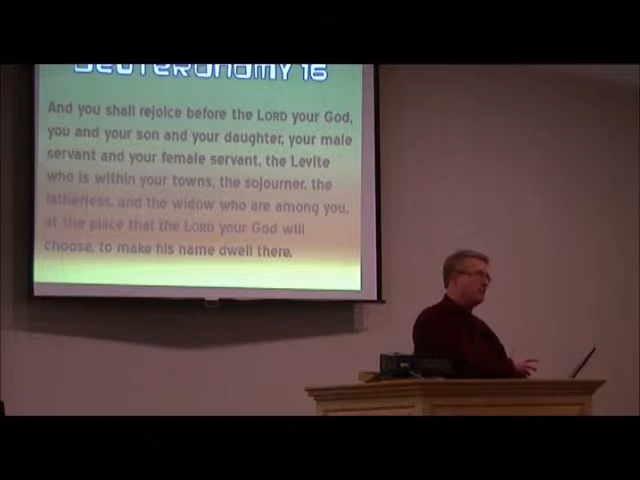 DEUTERONOMY 16
And you shall rejoice before the LORD your God,
you and your son and your daughter, your male
servant and your female servant, the Levite
who is within your towns, the sojourner, the
fatherless, and the widow who are among you,
at the place that the LORD your God will
choose, to make his name dwell there.